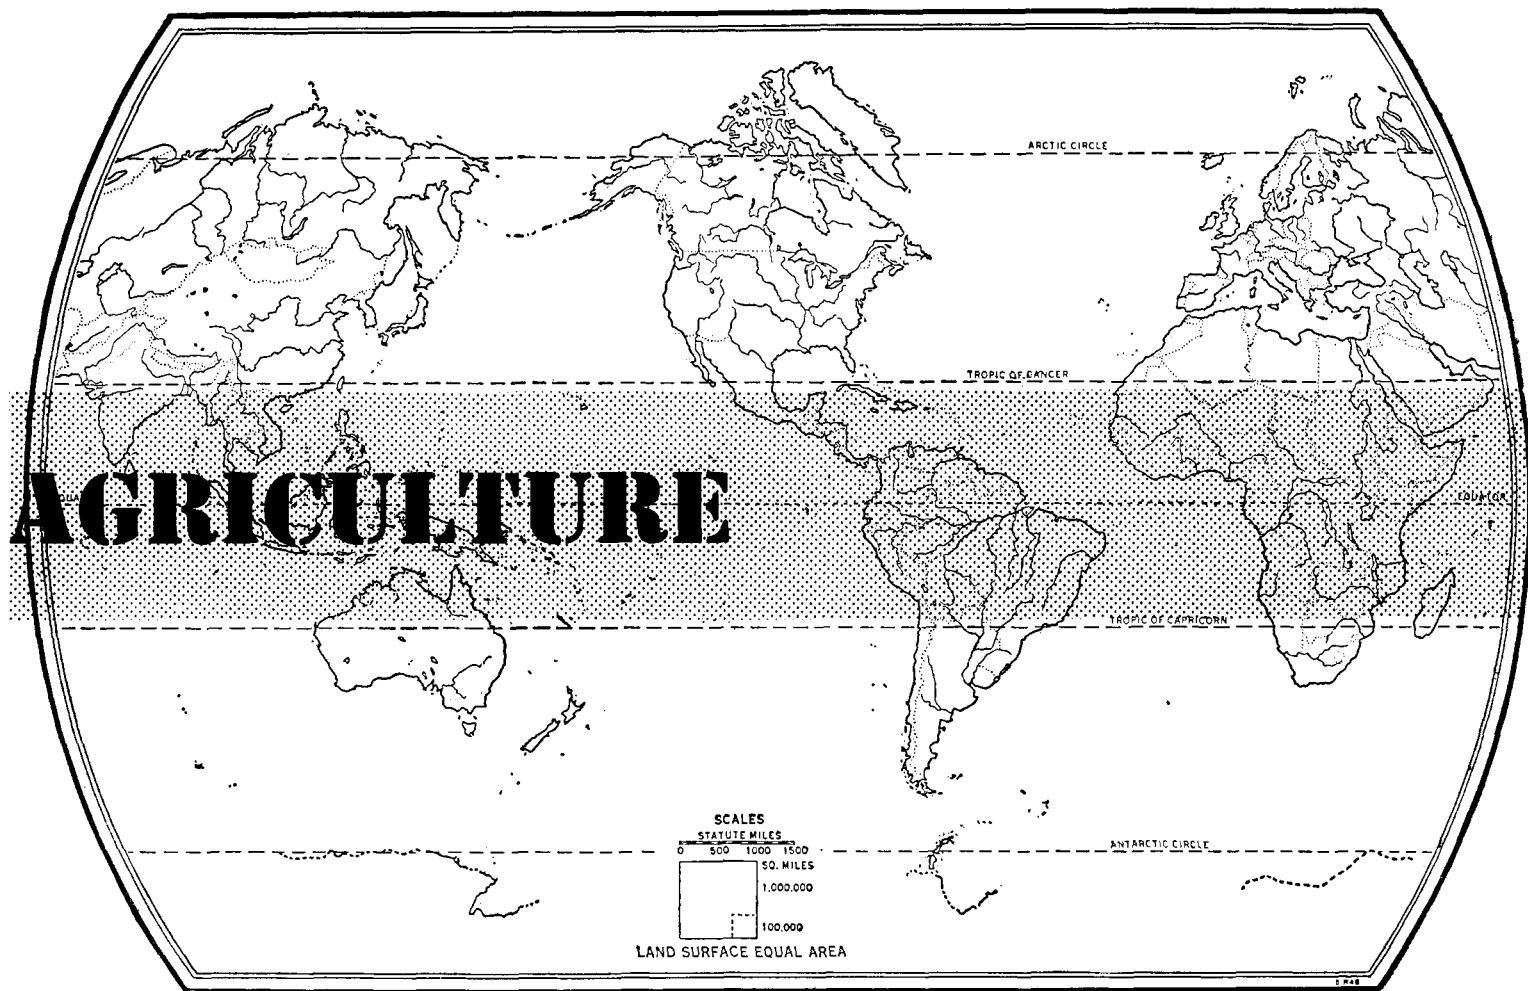 ARCTIC CIRCLE
TROPIC OF CANCER
AGRICULTURE
EQUA
EQUATOR
TROPIC OF CAPRICORN
SCALES
STATUTE MILES
0 500 1000 1500
SQ. MILES
1,000,000
100,000
ANTARCTIC CIRCLE
LAND SURFACE EQUAL AREA